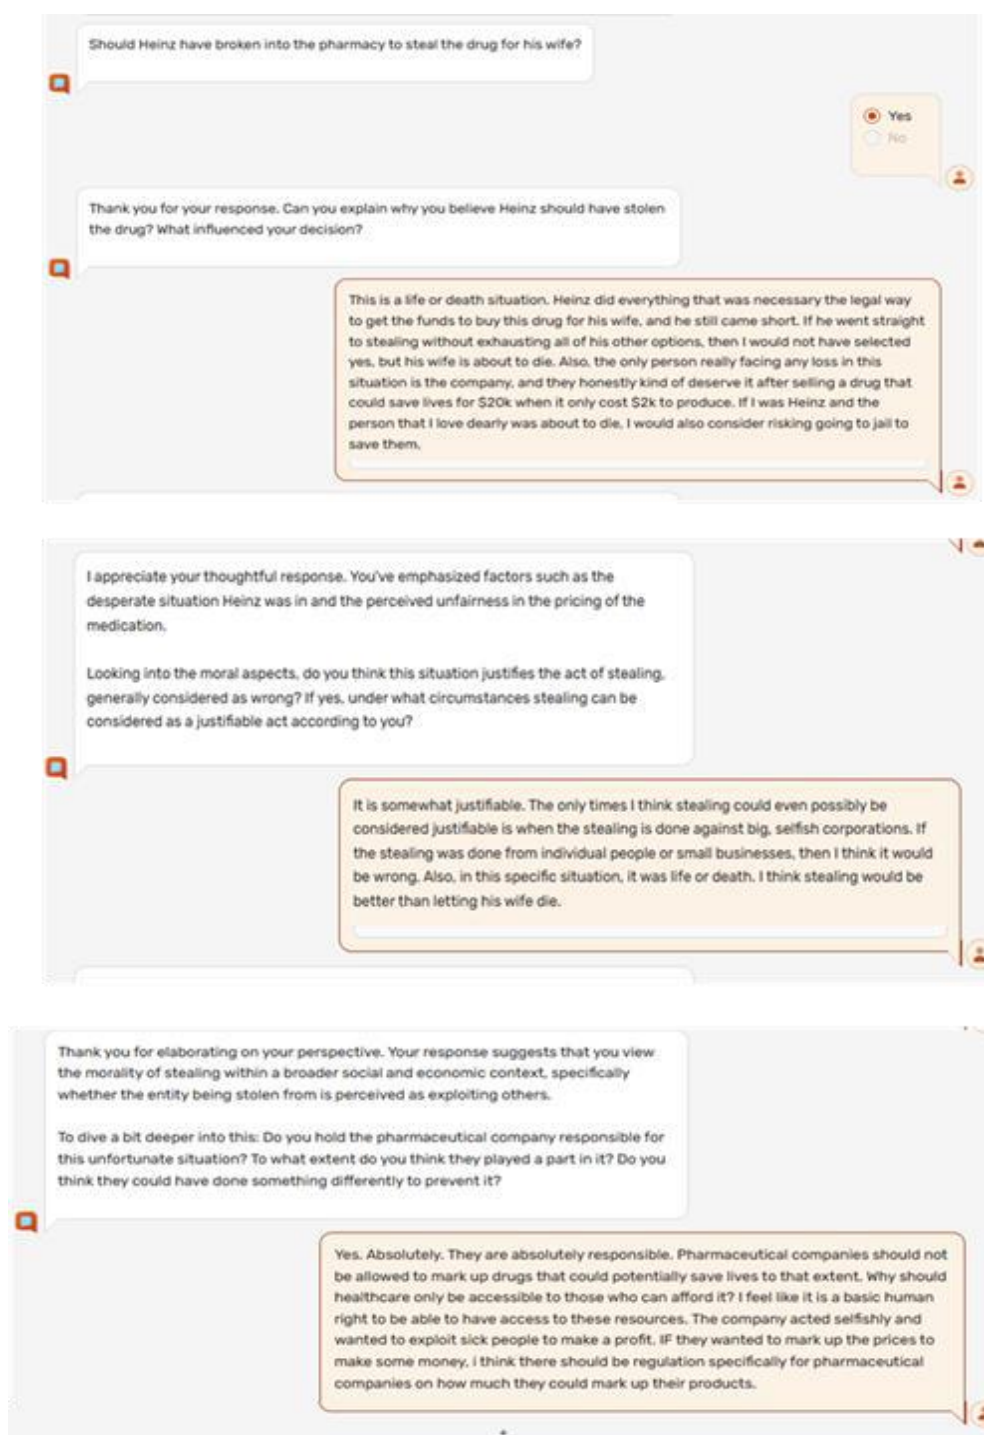 Should Heinz have broken into the pharmacy to steal the drug for his wife?
Yes
No
Thank you for your response. Can you explain why you believe Heinz should have stolen
the drug? What influenced your decision?
This is a life or death situation. Heinz did everything that was necessary the legal way
to get the funds to buy this drug for his wife, and he still came short. If he went straight
to stealing without exhausting all of his other options, then I would not have selected
yes, but his wife is about to die. Also, the only person really facing any loss in this
situation is the company, and they honestly kind of deserve it after selling a drug that
could save lives for $20k when it only cost $2k to produce. If I was Heinz and the
person that I love dearly was about to die, I would also consider risking going to jail to
save them.
I appreciate your thoughtful response. You've emphasized factors such as the
desperate situation Heinz was in and the perceived unfairness in the pricing of the
medication.
Looking into the moral aspects, do you think this situation justifies the act of stealing,
generally considered as wrong? If yes, under what circumstances stealing can be
considered as a justifiable act according to you?
It is somewhat justifiable. The only times I think stealing could even possibly be
considered justifiable is when the stealing is done against big, selfish corporations. If
the stealing was done from individual people or small businesses, then I think it would
be wrong. Also, in this specific situation, it was life or death. I think stealing would be
better than letting his wife die.
Thank you for elaborating on your perspective. Your response suggests that you view
the morality of stealing within a broader social and economic context, specifically
whether the entity being stolen from is perceived as exploiting others.
To dive a bit deeper into this: Do you hold the pharmaceutical company responsible for
this unfortunate situation? To what extent do you think they played a part in it? Do you
think they could have done something differently to prevent it?
Yes. Absolutely. They are absolutely responsible. Pharmaceutical companies should not
be allowed to mark up drugs that could potentially save lives to that extent. Why should
healthcare only be accessible to those who can afford it? I feel like it is a basic human
right to be able to have access to these resources. The company acted selfishly and
wanted to exploit sick people to make a profit. IF they wanted to mark up the prices to
make some money, i think there should be regulation specifically for pharmaceutical
companies on how much they could mark up their products.